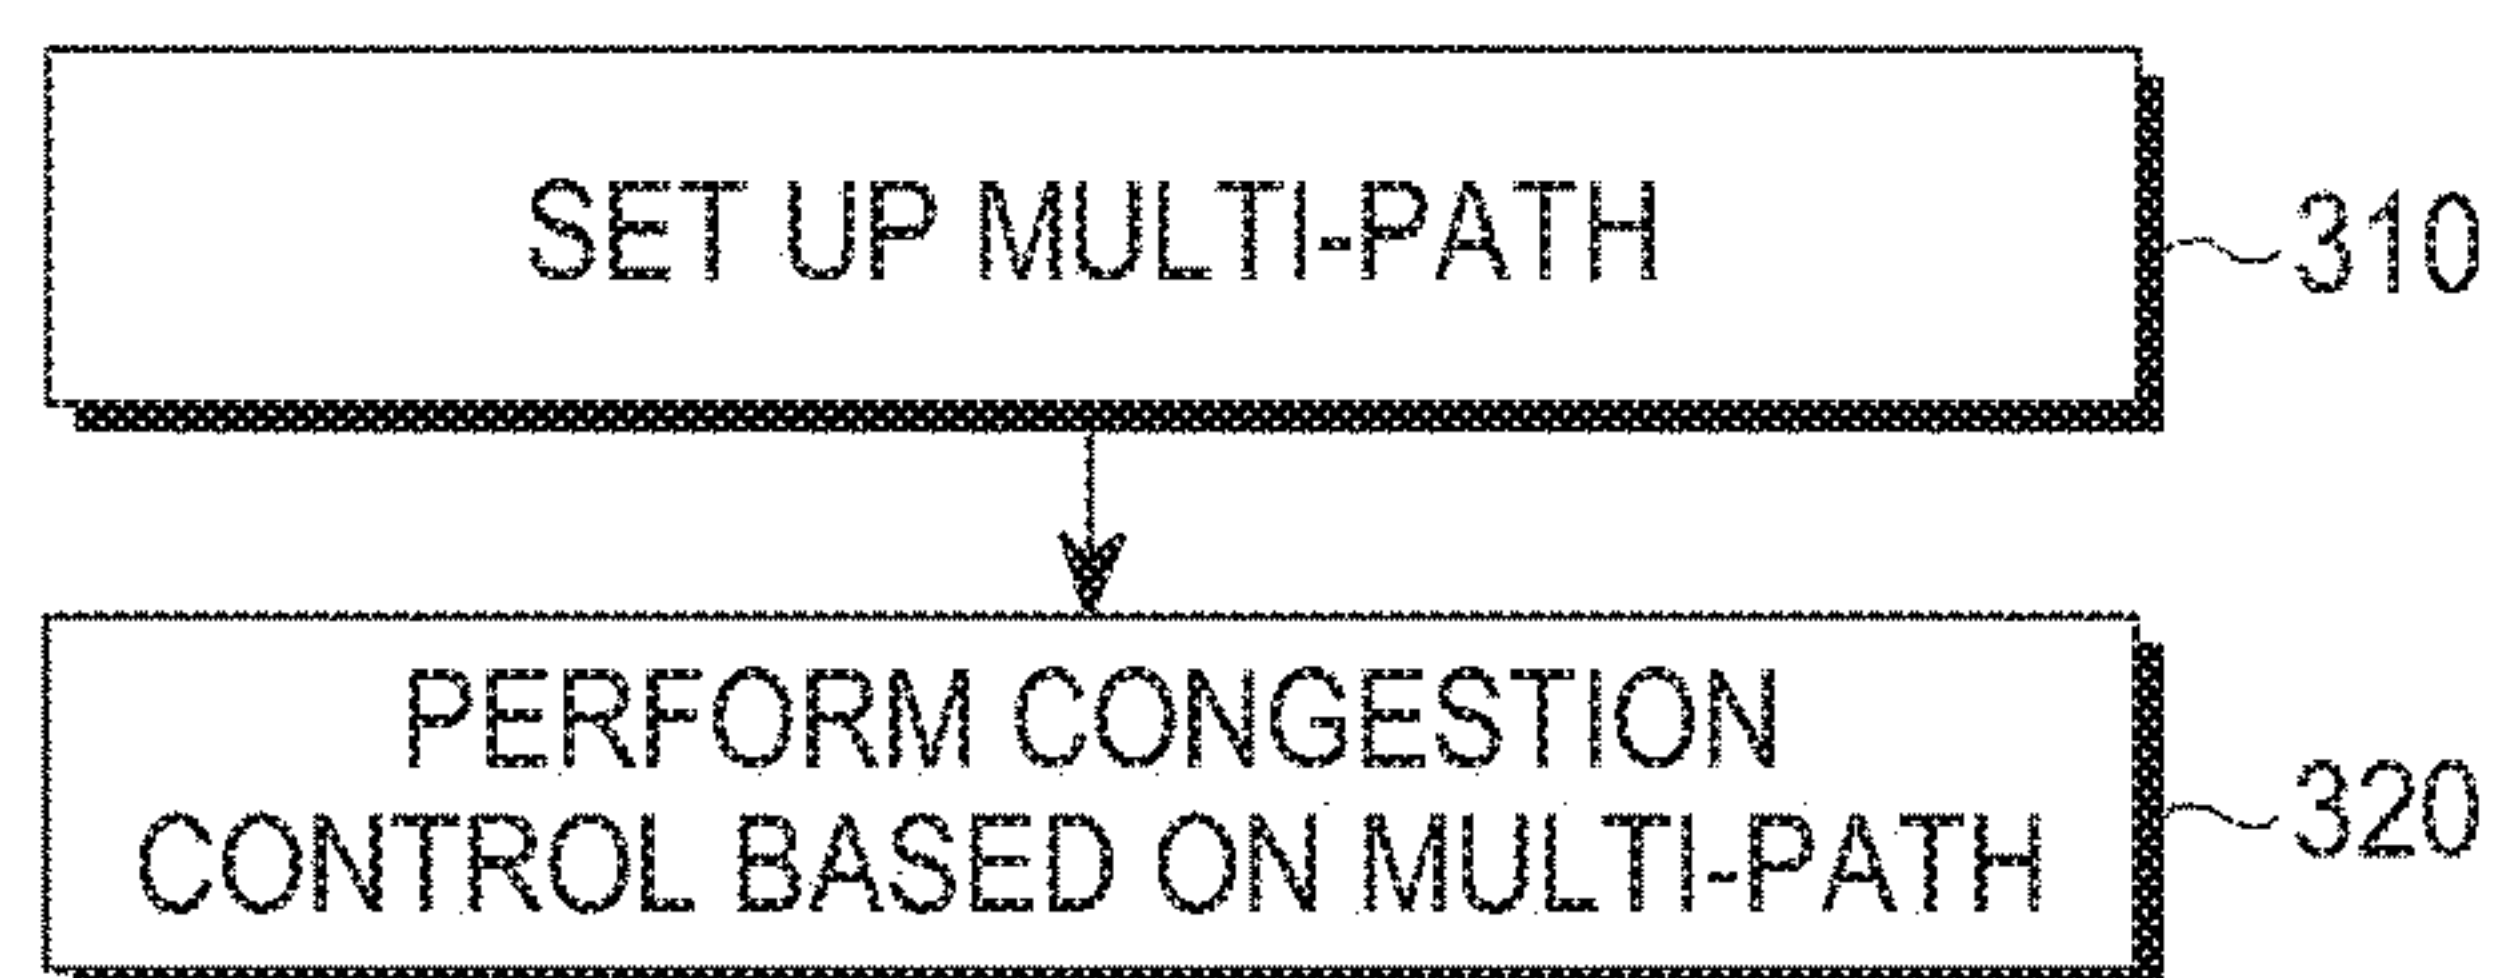 SET UP MULTI-PATH
310
PERFORM CONGESTION
CONTROL BASED ON MULTI-PATH
320